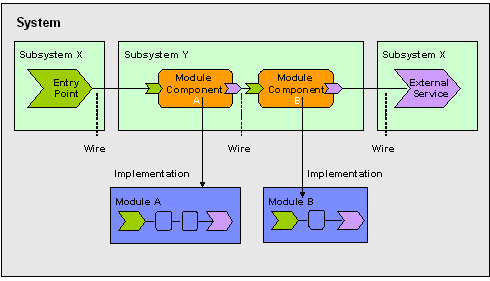 System
Subsystem X
Subsystem Y
Subsystem X
Entry
Point
Module
Component
A
Module
Component
B
External
Service
Wire
Wire
Wire
Implementation
Implementation
Module A
Module B